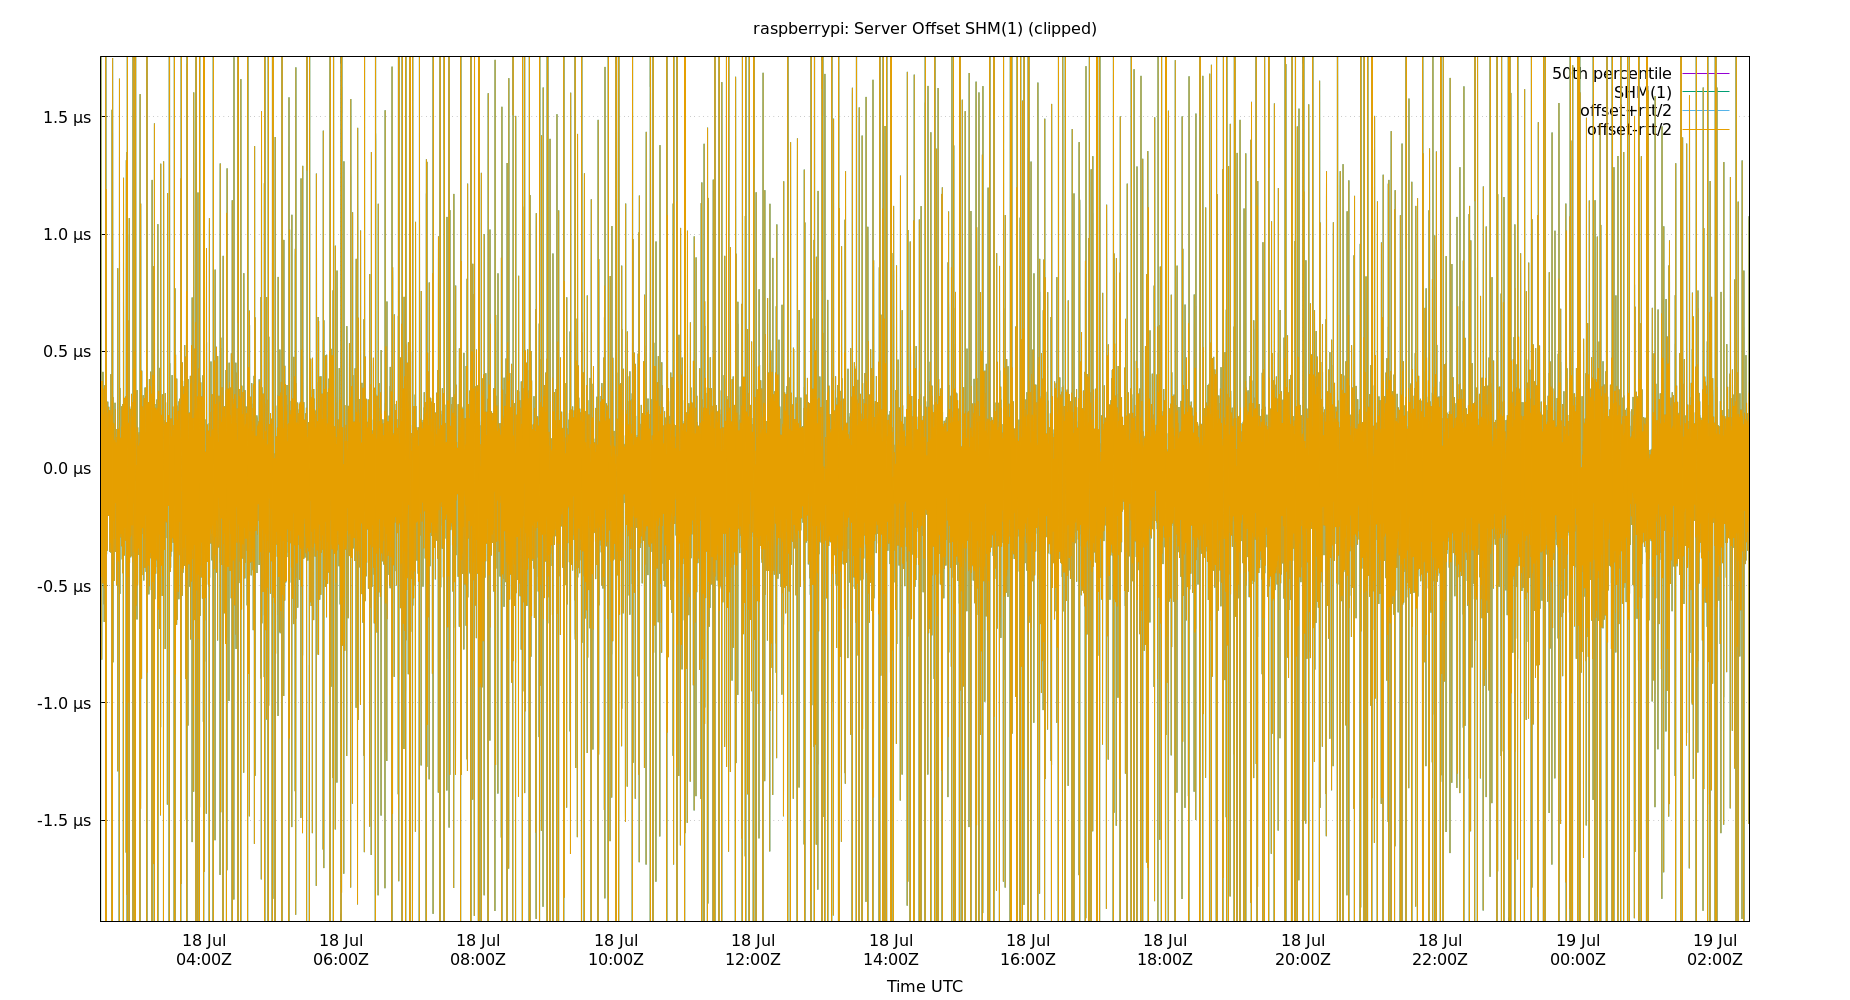 raspberrypi: Server Offset SHM(1) (clipped)
50th percentile
SHM(1)
offset+rtt/2
offset-rtt/2
1.5 µs
1.0 µs
0.5 µs
0.0 µs
-0.5 µs
-1.0 µs
-1.5 µs
18 Jul 18 Jul 18 Jul 18 Jul 18 Jul 18 Jul 18 Jul 18 Jul 18 Jul 18 Jul 19 Jul 19 Jul
04:00Z 06:00Z 08:00Z 10:00Z 12:00Z 14:00Z 16:00Z 18:00Z 20:00Z 22:00Z 00:00Z 02:00Z
Time UTC